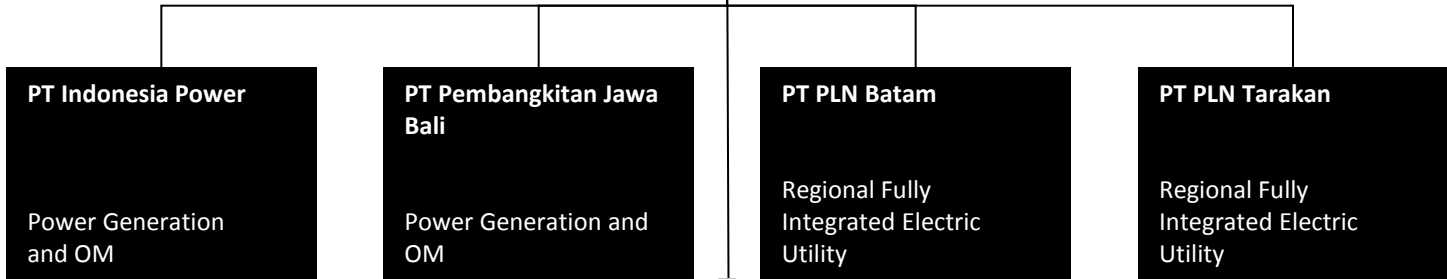 PT Indonesia Power
Power Generation
and OM
PT Pembangkitan Jawa
Bali
Power Generation and
OM
PT PLN Batam
Regional Fully
Integrated Electric
Utility
PT PLN Tarakan
Regional Fully
Integrated Electric
Utility